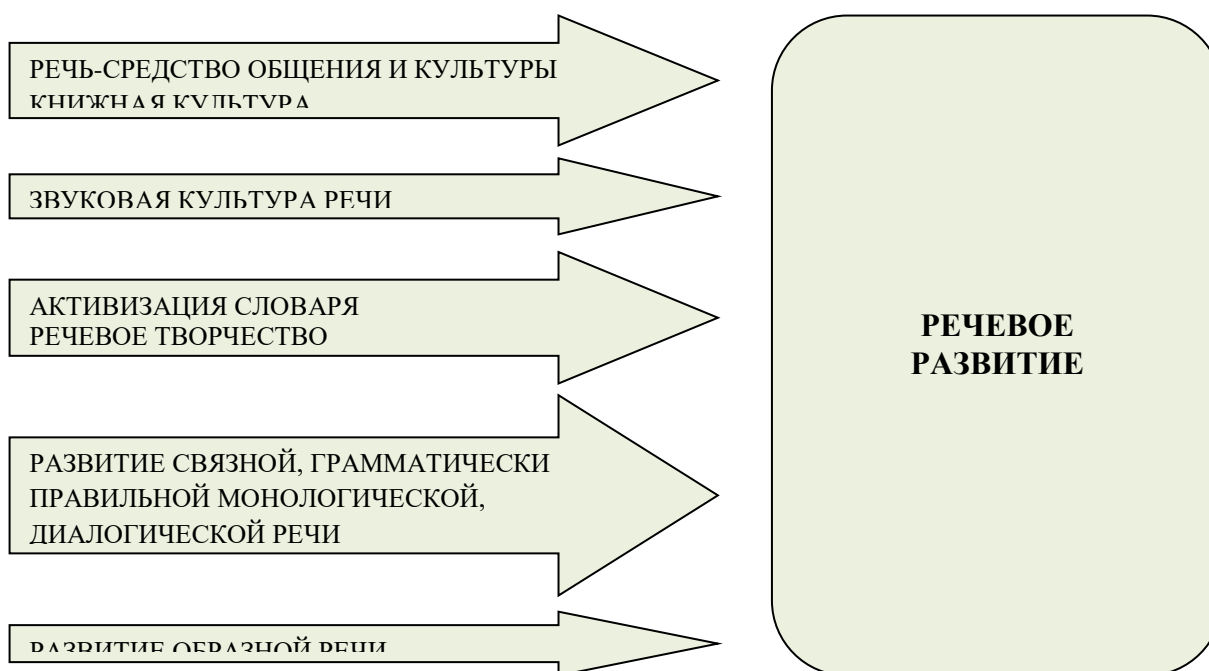 РЕЧЬ-СРЕДСТВО ОБЩЕНИЯ И КУЛЬТУРЫ
КНИЖНАЯ КУЛЬТУРА
ЗВУКОВАЯ КУЛЬТУРА РЕЧИ
АКТИВИЗАЦИЯ СЛОВАРЯ
РЕЧЕВОЕ ТВОРЧЕСТВО
РАЗВИТИЕ СВЯЗНОЙ, ГРАММАТИЧЕСКИ
ПРАВИЛЬНОЙ МОНОЛОГИЧЕСКОЙ,
ДИАЛОГИЧЕСКОЙ РЕЧИ
РАЗВИТИЕ ОБРАЗНОЙ РЕЧИ
РЕЧЕВОЕ
РАЗВИТИЕ